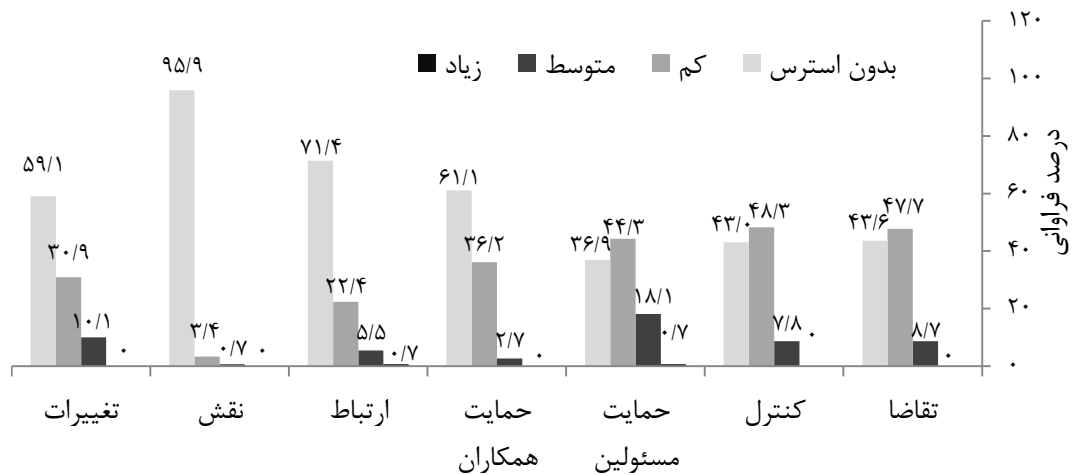 ۱۲۰
۱۰۰
۸۰
۶۰
۴۰
۲۰
۰
درصد فراوانی
بدون استرس کم متوسط زیاد
۴۳/۶ ۴۷/۷ ۸/۷ ۰
۴۳/۰ ۴۸/۳ ۷/۸ ۰
۳۶/۹ ۴۴/۳ ۱۸/۱ ۰/۷
۶۱/۱ ۳۶/۲ ۲/۷ ۰
۷۱/۴ ۲۲/۴ ۵/۵ ۰/۷
۹۵/۹ ۳/۴ ۰/۷ ۰
۵۹/۱ ۳۰/۹ ۱۰/۱ ۰
تقاضا
کنترل
حمایت
مسئولین
حمایت
همکاران
ارتباط
نقش
تغییرات